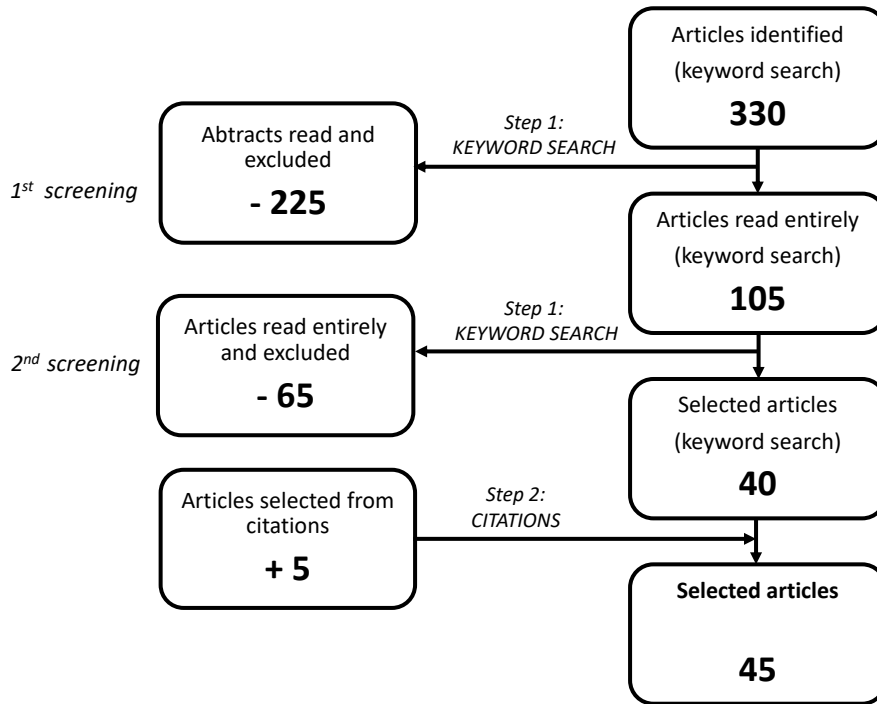 Articles identified
(keyword search)
330
Step 1:
KEYWORD SEARCH
Abtracts read and
excluded
- 225
1st screening
Articles read entirely
(keyword search)
105
Step 1:
KEYWORD SEARCH
Articles read entirely
and excluded
- 65
2nd screening
Selected articles
(keyword search)
40
Articles selected from
citations
+ 5
Step 2:
CITATIONS
Selected articles
45